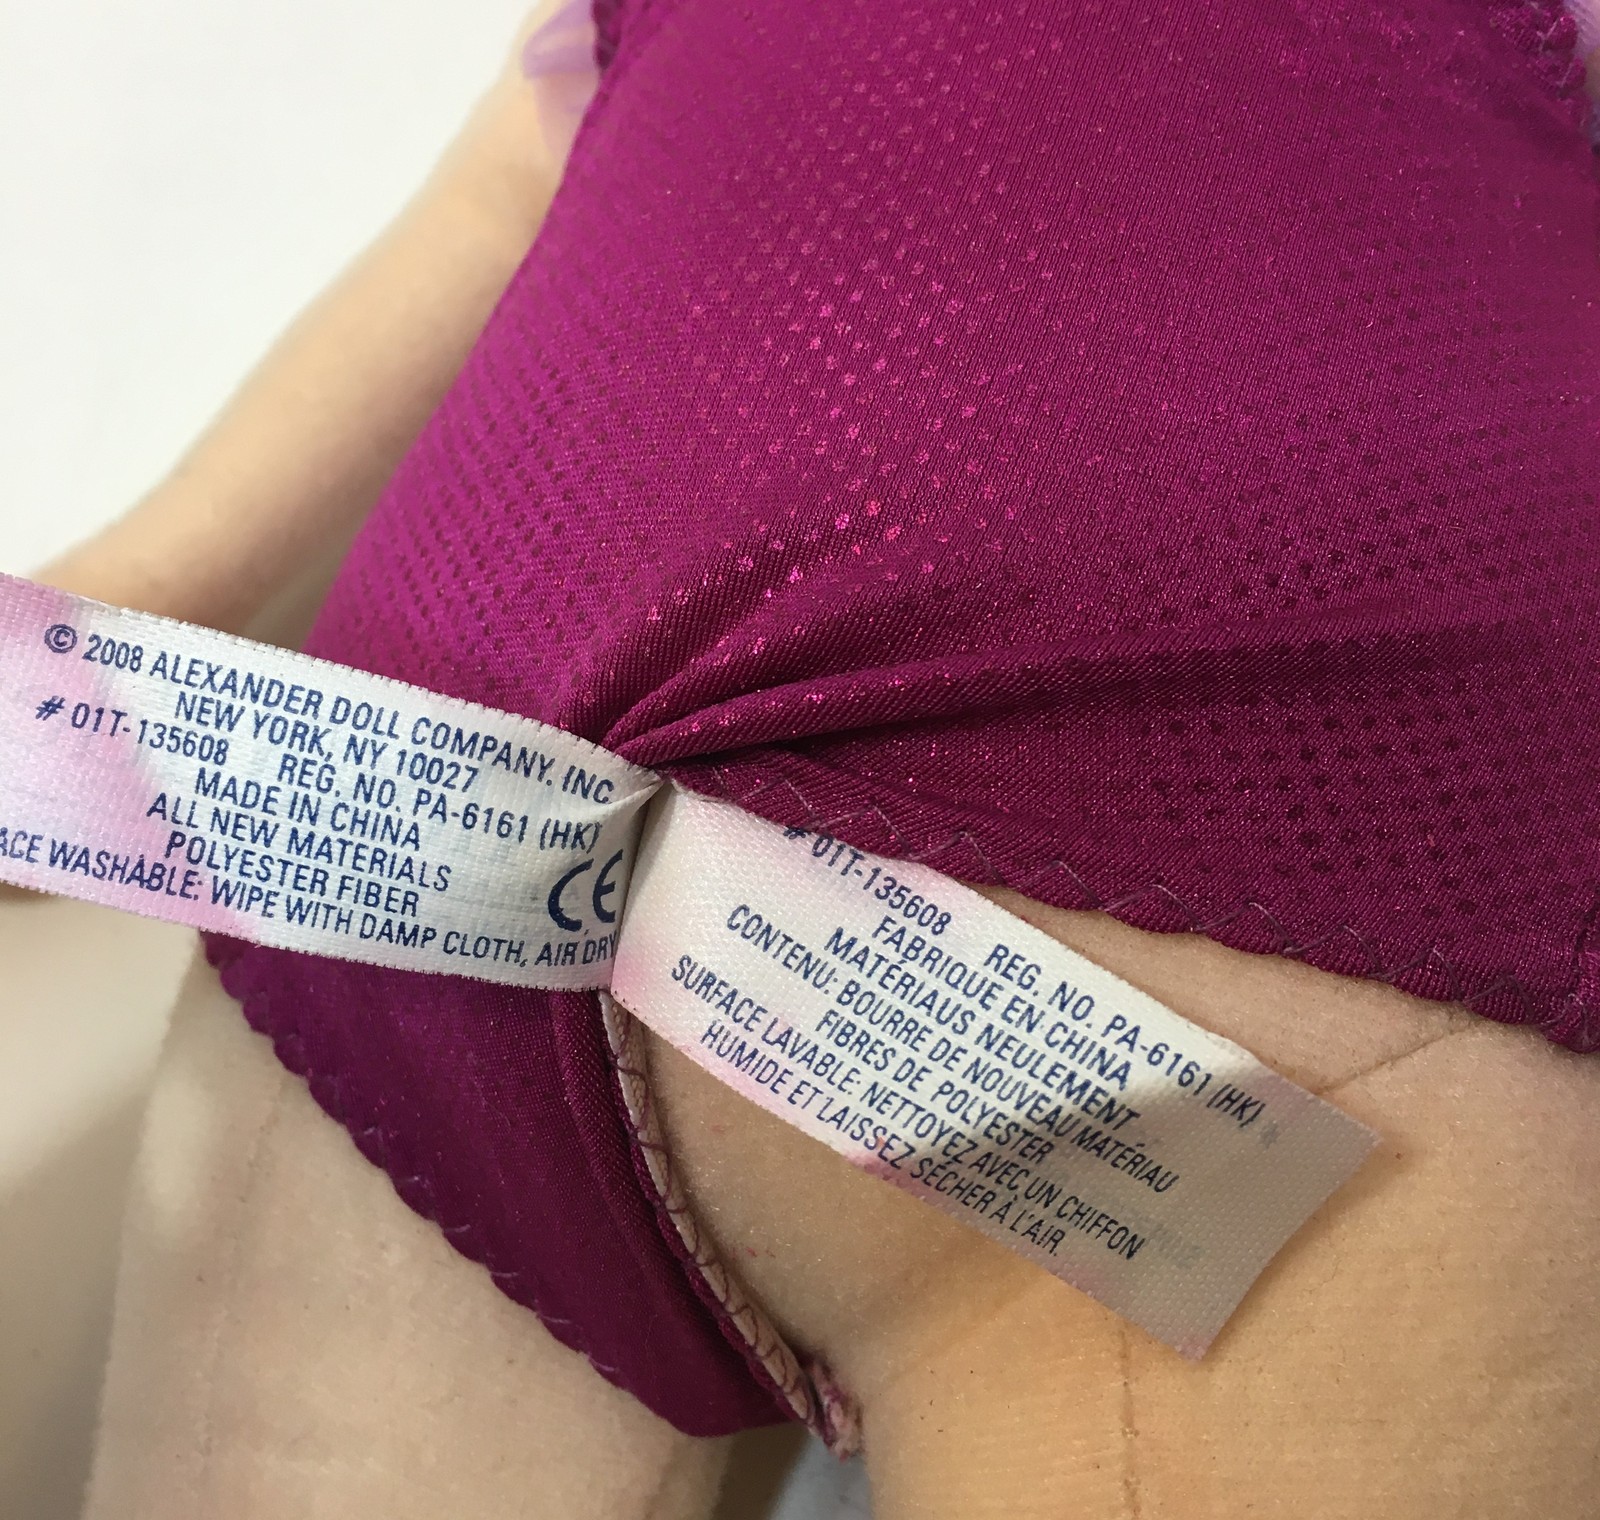 © 2008 ALEXANDER DOLL COMPANY. INC.
NEW YORK, NY 10027
# 01T-135608 REG. NO. PA-6161 (HK)
MADE IN CHINA
ALL NEW MATERIALS
POLYESTER FIBER
WASHABLE: WIPE WITH DAMP CLOTH, AIR DRY
CE
# 01T-135608 REG. NO. PA-6161 (HK)
FABRIQUE EN CHINA
MATERIAUS NEULEMENT
CONTENU: BOURRE DE NOUVEAU MATÉRIAU
FIBRES DE POLYESTER
SURFACE LAVABLE: NETTOYEZ AVEC UN CHIFFON
HUMIDE ET LAISSEZ SÉCHER À L'AIR.